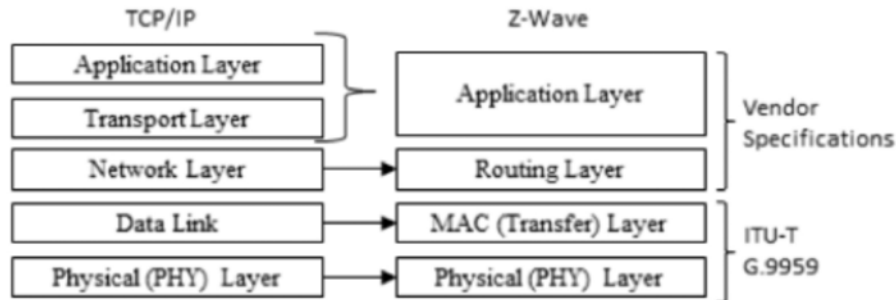 TCP/IP
Z-Wave
Application Layer
Transport Layer
Application Layer
Vendor
Specifications
Network Layer
Routing Layer
Data Link
MAC (Transfer) Layer
ITU-T
G.9959
Physical (PHY) Layer
Physical (PHY) Layer